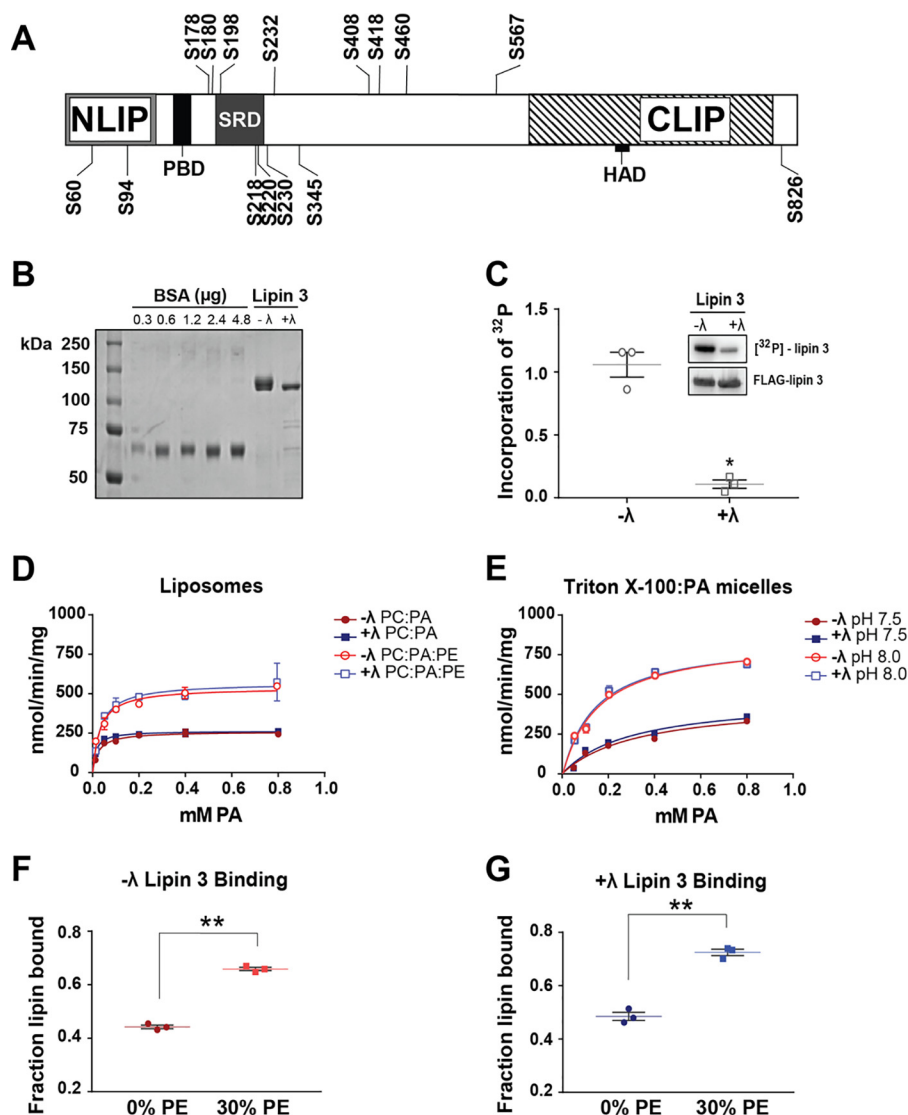 A
S178
S180
S198
S232
S408
S418
S460
S567
NLIP
SRD
CLIP
PBD
HAD
S60
S94
S218
S220
S230
S345
S826
B
BSA (µg) Lipin 3
0.3 0.6 1.2 2.4 4.8 - λ +λ
kDa
250
150
100
75
50
C
Incorporation of ³²P
1.5
1.0
0.5
0.0
-λ +λ
*
Lipin 3
-λ +λ
[³²P] - lipin 3
FLAG-lipin 3
D
Liposomes
nmol/min/mg
1000
750
500
250
0
0.0 0.2 0.4 0.6 0.8 1.0
mM PA
-λ PC:PA
+λ PC:PA
-λ PC:PA:PE
+λ PC:PA:PE
E
Triton X-100:PA micelles
nmol/min/mg
1000
750
500
250
0
0.0 0.2 0.4 0.6 0.8 1.0
mM PA
-λ pH 7.5
+λ pH 7.5
-λ pH 8.0
+λ pH 8.0
F
-λ Lipin 3 Binding
Fraction lipin bound
0.8
0.6
0.4
0.2
**
0% PE 30% PE
G
+λ Lipin 3 Binding
Fraction lipin bound
0.8
0.6
0.4
0.2
**
0% PE 30% PE